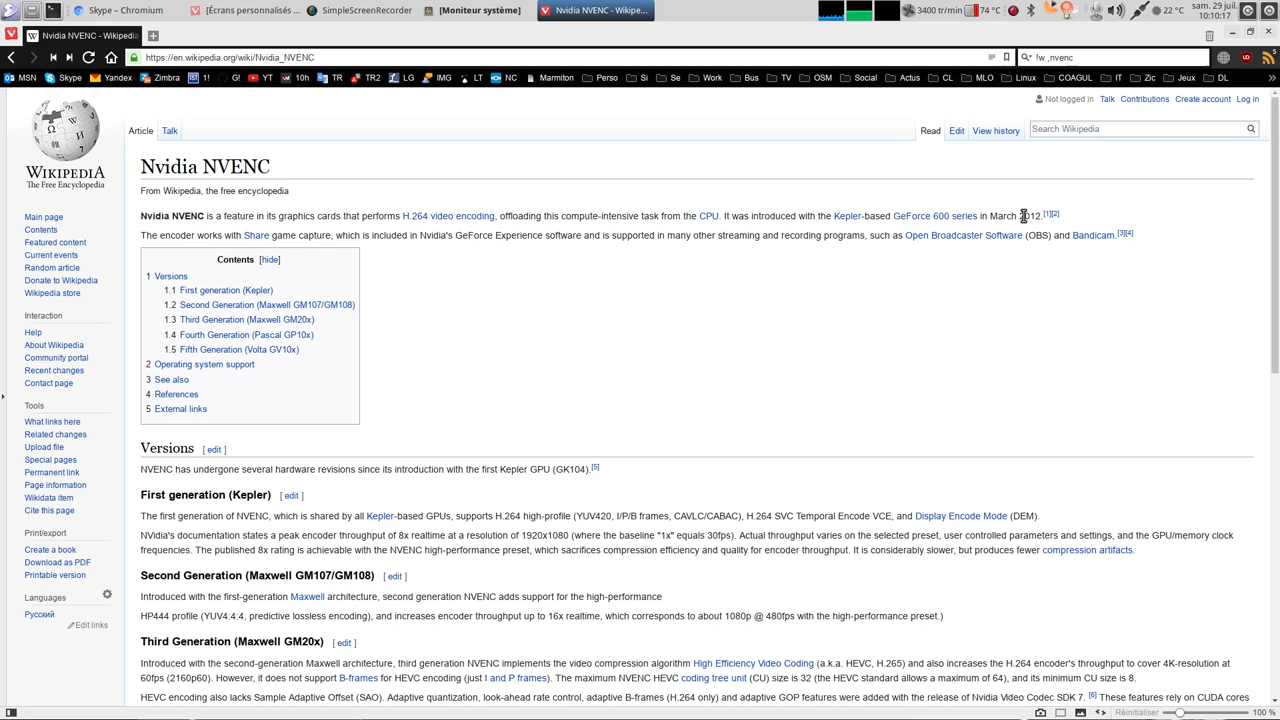 Skype – Chromium
[Écrans personnalisés ...
SimpleScreenRecorder
[Moniteur système]
Nvidia NVENC - Wikipe...
3400 tr/min
74 °C
22 °C
sam. 29 juil.
10:10:17
Nvidia NVENC - Wikipedia
https://en.wikipedia.org/wiki/Nvidia_NVENC
!w ,nvenc
MSN Skype Yandex Zimbra 1! G! YT 10h TR TR2 LG IMG LT NC Marmiton Perso Si Se Work Bus TV OSM Social Actus CL MLO Linux COAGUL IT Zic Jeux DL
Not logged in Talk Contributions Create account Log in
Article Talk
Read Edit View history
Search Wikipedia
WIKIPEDIA
The Free Encyclopedia
Main page
Contents
Featured content
Current events
Random article
Donate to Wikipedia
Wikipedia store
Interaction
Help
About Wikipedia
Community portal
Recent changes
Contact page
Tools
What links here
Related changes
Upload file
Special pages
Permanent link
Page information
Wikidata item
Cite this page
Print/export
Create a book
Download as PDF
Printable version
Languages
Русский
Edit links
Nvidia NVENC
From Wikipedia, the free encyclopedia
Nvidia NVENC is a feature in its graphics cards that performs H.264 video encoding, offloading this compute-intensive task from the CPU. It was introduced with the Kepler-based GeForce 600 series in March 2012.[1][2]
The encoder works with Share game capture, which is included in Nvidia's GeForce Experience software and is supported in many other streaming and recording programs, such as Open Broadcaster Software (OBS) and Bandicam.[3][4]
Contents [hide]
1 Versions
1.1 First generation (Kepler)
1.2 Second Generation (Maxwell GM107/GM108)
1.3 Third Generation (Maxwell GM20x)
1.4 Fourth Generation (Pascal GP10x)
1.5 Fifth Generation (Volta GV10x)
2 Operating system support
3 See also
4 References
5 External links
Versions [ edit ]
NVENC has undergone several hardware revisions since its introduction with the first Kepler GPU (GK104).[5]
First generation (Kepler) [ edit ]
The first generation of NVENC, which is shared by all Kepler-based GPUs, supports H.264 high-profile (YUV420, I/P/B frames, CAVLC/CABAC), H.264 SVC Temporal Encode VCE, and Display Encode Mode (DEM).
NVidia's documentation states a peak encoder throughput of 8x realtime at a resolution of 1920x1080 (where the baseline "1x" equals 30fps). Actual throughput varies on the selected preset, user controlled parameters and settings, and the GPU/memory clock
frequencies. The published 8x rating is achievable with the NVENC high-performance preset, which sacrifices compression efficiency and quality for encoder throughput. It is considerably slower, but produces fewer compression artifacts.
Second Generation (Maxwell GM107/GM108) [ edit ]
Introduced with the first-generation Maxwell architecture, second generation NVENC adds support for the high-performance
HP444 profile (YUV4:4:4, predictive lossless encoding), and increases encoder throughput up to 16x realtime, which corresponds to about 1080p @ 480fps with the high-performance preset.)
Third Generation (Maxwell GM20x) [ edit ]
Introduced with the second-generation Maxwell architecture, third generation NVENC implements the video compression algorithm High Efficiency Video Coding (a.k.a. HEVC, H.265) and also increases the H.264 encoder's throughput to cover 4K-resolution at
60fps (2160p60). However, it does not support B-frames for HEVC encoding (just I and P frames). The maximum NVENC HEVC coding tree unit (CU) size is 32 (the HEVC standard allows a maximum of 64), and its minimum CU size is 8.
HEVC encoding also lacks Sample Adaptive Offset (SAO). Adaptive quantization, look-ahead rate control, adaptive B-frames (H.264 only) and adaptive GOP features were added with the release of Nvidia Video Codec SDK 7. [6] These features rely on CUDA cores
Réinitialiser
100 %